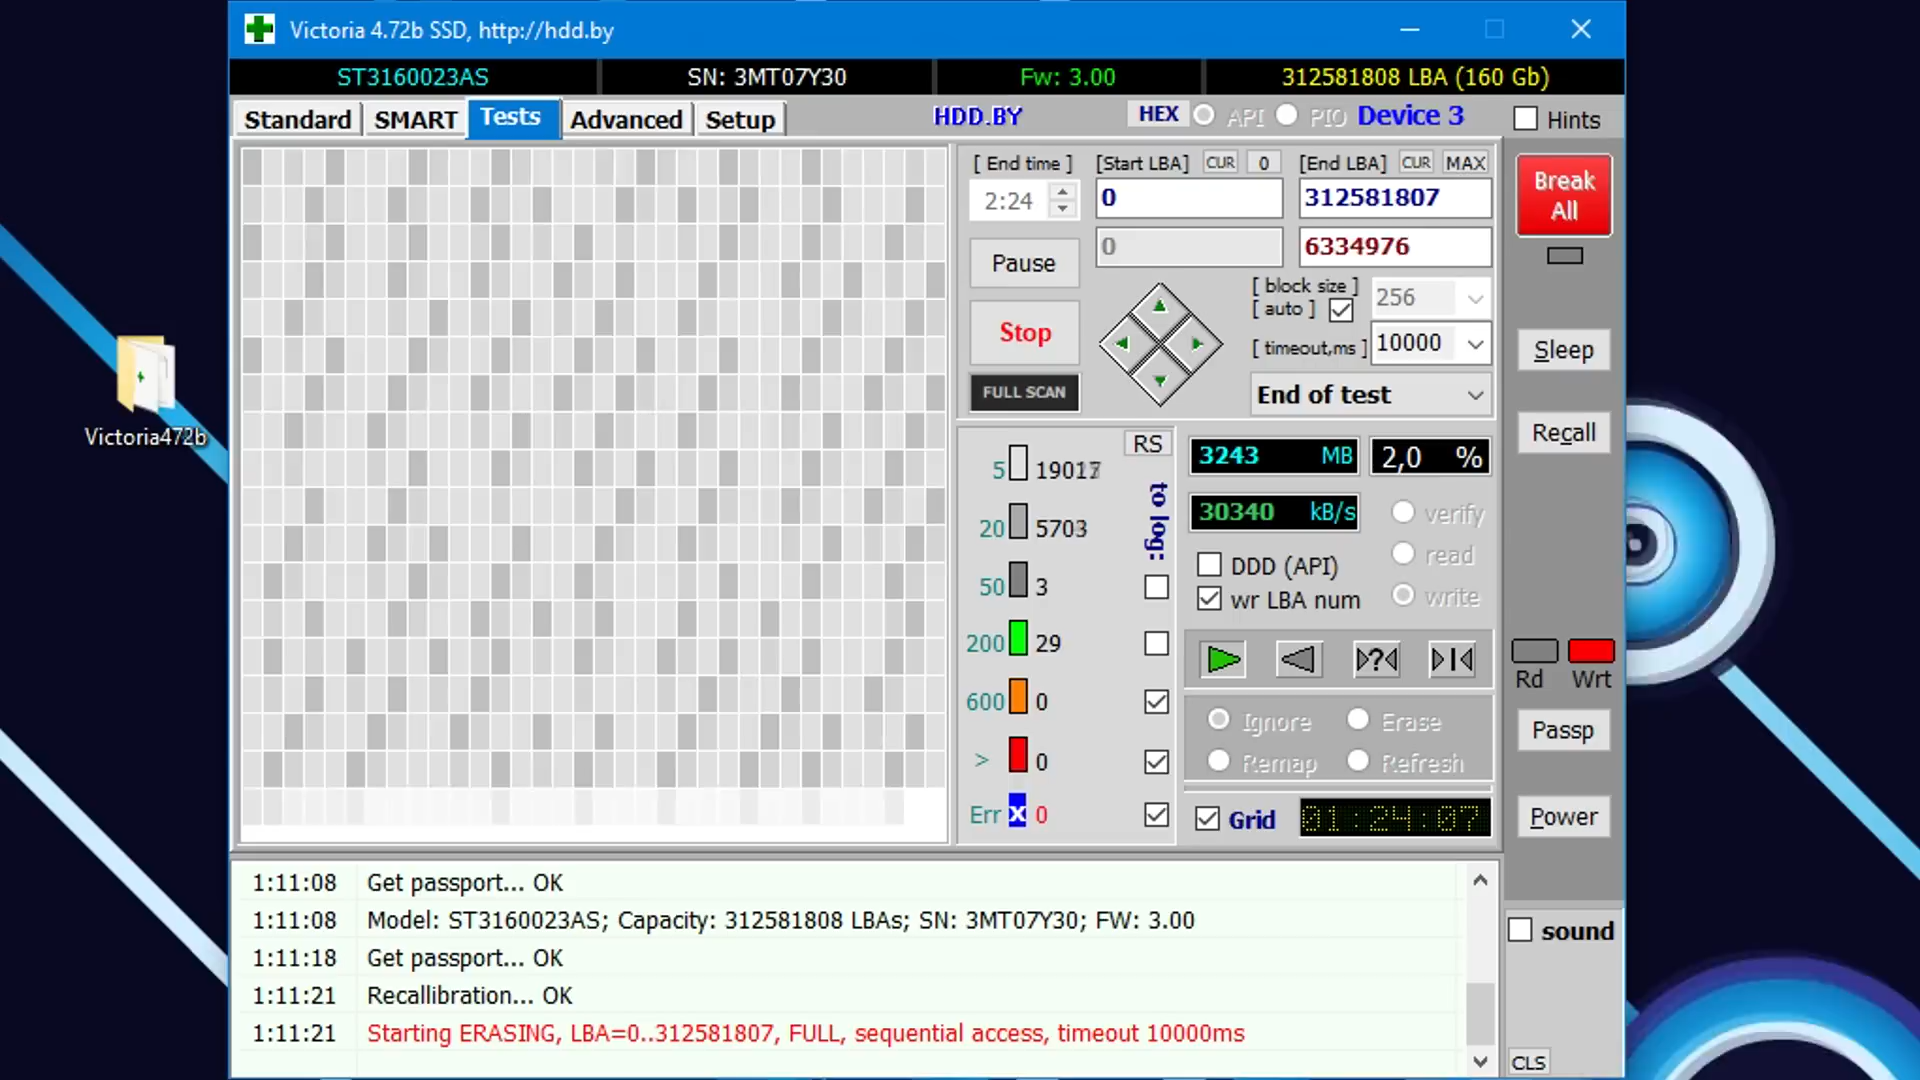 Victoria 4.72b SSD, http://hdd.by
ST3160023AS SN: 3MT07Y30 Fw: 3.00 312581808 LBA (160 Gb)
Standard SMART Tests Advanced Setup HDD.BY HEX API PIO Device 3 Hints
[ End time ] [Start LBA] CUR 0 [End LBA] CUR MAX
2:24 0 312581807
0 6334976
Break All
Pause
[ block size ] 256
[ auto ]
Stop
[ timeout,ms ] 10000
Sleep
FULL SCAN
End of test
Victoria472b
Recall
RS
to log:
5
20 5703
50 3
200 29
600 0
> 0
Err x 0
3243 MB 2,0 %
30340 kB/s verify
DDD (API) read
wr LBA num write
Rd Wrt
Ignore Erase
Remap Refresh
Passp
Grid 01:24:07
Power
1:11:08 Get passport... OK
1:11:08 Model: ST3160023AS; Capacity: 312581808 LBAs; SN: 3MT07Y30; FW: 3.00
1:11:18 Get passport... OK
1:11:21 Recallibration... OK
1:11:21 Starting ERASING, LBA=0..312581807, FULL, sequential access, timeout 10000ms
sound
CLS